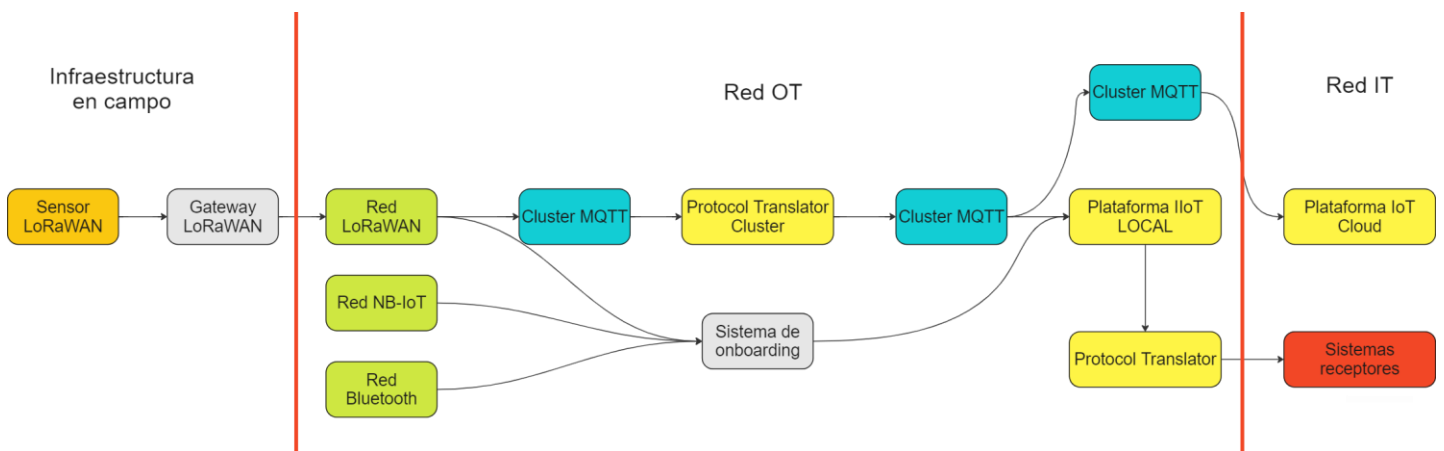 Infraestructura
en campo
Red OT
Red IT
Cluster MQTT
Sensor
LoRaWAN
Gateway
LoRaWAN
Red
LoRaWAN
Cluster MQTT
Protocol Translator
Cluster
Cluster MQTT
Plataforma IIoT
LOCAL
Plataforma IoT
Cloud
Red NB-IoT
Sistema de
onboarding
Protocol Translator
Sistemas
receptores
Red
Bluetooth